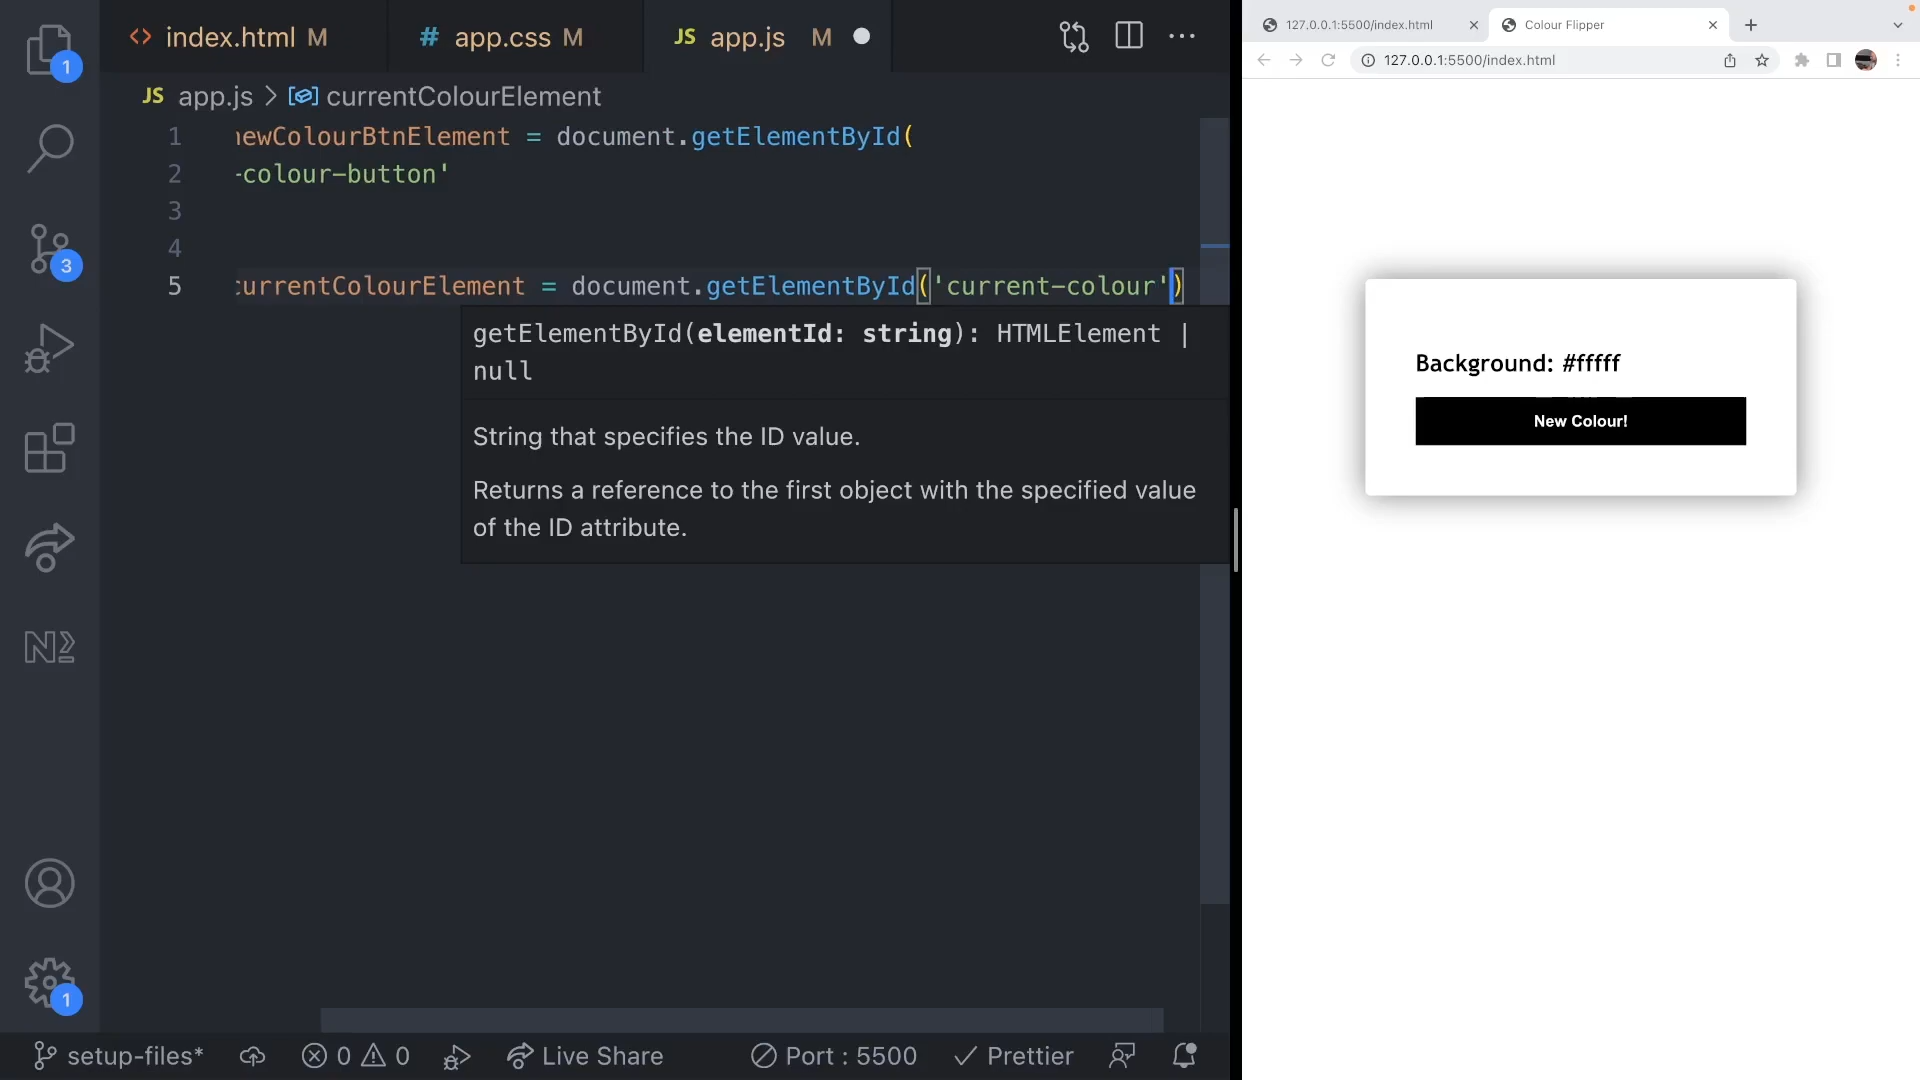 index.html M
app.css M
JS app.js M
JS app.js > currentColourElement
1 newColourBtnElement = document.getElementById(
2 -colour-button'
3
4
5 currentColourElement = document.getElementById('current-colour')
getElementById(elementId: string): HTMLElement |
null
String that specifies the ID value.
Returns a reference to the first object with the specified value
of the ID attribute.
1
3
1
setup-files* 0 0 Live Share Port : 5500 Prettier
127.0.0.1:5500/index.html
Colour Flipper
127.0.0.1:5500/index.html
Background: #fffff
New Colour!